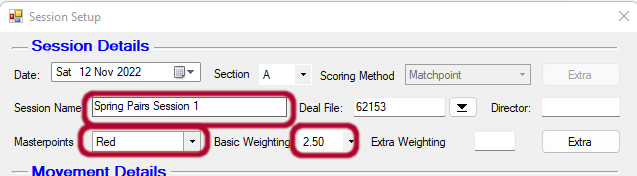 Session Setup
Session Details
Date: Sat 12 Nov 2022 Section A Scoring Method Matchpoint Extra
Session Name Spring Pairs Session 1 Deal File: 62153 Director:
Masterpoints Red Basic Weighting 2.50 Extra Weighting Extra
Movement Details